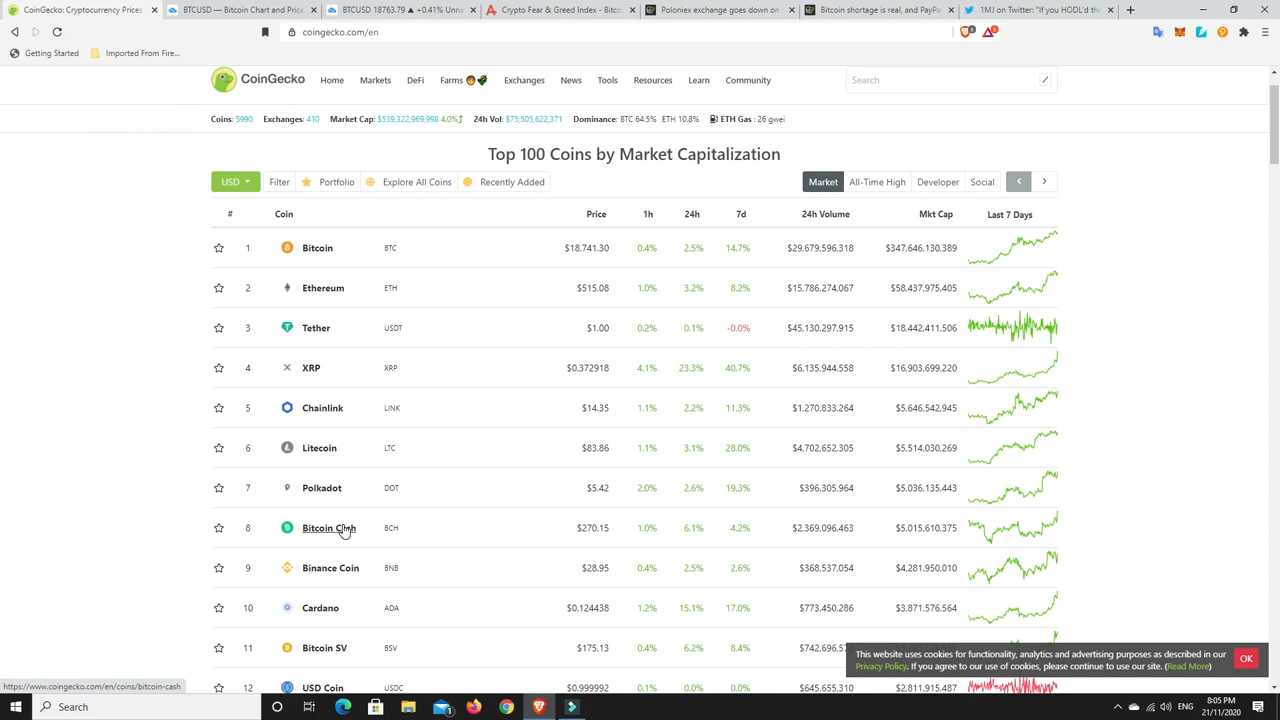 CoinGecko: Cryptocurrency Prices
BTCUSD — Bitcoin Chart and Price
BTCUSD 18763.79 ▲ +0.41% Unna
Crypto Fear & Greed Index - Bitcoin
Poloniex exchange goes down on
Bitcoin shortage is real, and PayPa
1MJ on Twitter: "If you HODL'd th
coingecko.com/en
Getting Started
Imported From Fire...
CoinGecko Home Markets DeFi Farms Exchanges News Tools Resources Learn Community Search /
Coins: 5990 Exchanges: 410 Market Cap: $539,322,969,998 4.0% 24h Vol: $75,505,622,371 Dominance: BTC 64.5% ETH 10.8% ETH Gas : 26 gwei
Top 100 Coins by Market Capitalization
USD Filter Portfolio Explore All Coins Recently Added Market All-Time High Developer Social < >
# Coin Price 1h 24h 7d 24h Volume Mkt Cap Last 7 Days
1 Bitcoin BTC $18,741.30 0.4% 2.5% 14.7% $29,679,596,318 $347,646,130,389
2 Ethereum ETH $515.08 1.0% 3.2% 8.2% $15,786,274,067 $58,437,975,405
3 Tether USDT $1.00 0.2% 0.1% -0.0% $45,130,297,915 $18,442,411,506
4 XRP XRP $0.372918 4.1% 23.3% 40.7% $6,135,944,558 $16,903,699,220
5 Chainlink LINK $14.35 1.1% 2.2% 11.3% $1,270,833,264 $5,646,542,945
6 Litecoin LTC $83.86 1.1% 3.1% 28.0% $4,702,652,305 $5,514,030,269
7 Polkadot DOT $5.42 2.0% 2.6% 19.3% $396,305,964 $5,036,135,443
8 Bitcoin Cash BCH $270.15 1.0% 6.1% 4.2% $2,369,096,463 $5,015,610,375
9 Binance Coin BNB $28.95 0.4% 2.5% 2.6% $368,537,054 $4,281,950,010
10 Cardano ADA $0.124438 1.2% 15.1% 17.0% $773,450,286 $3,871,576,564
11 Bitcoin SV BSV $175.13 0.4% 6.2% 8.4% $742,696,5
12 USD Coin USDC $0.999992 0.1% 0.0% 0.0% $645,655,310 $2,811,915,487
This website uses cookies for functionality, analytics and advertising purposes as described in our
Privacy Policy. If you agree to our use of cookies, please continue to use our site. (Read More)
OK
https://www.coingecko.com/en/coins/bitcoin-cash
Search
ENG
8:05 PM
21/11/2020